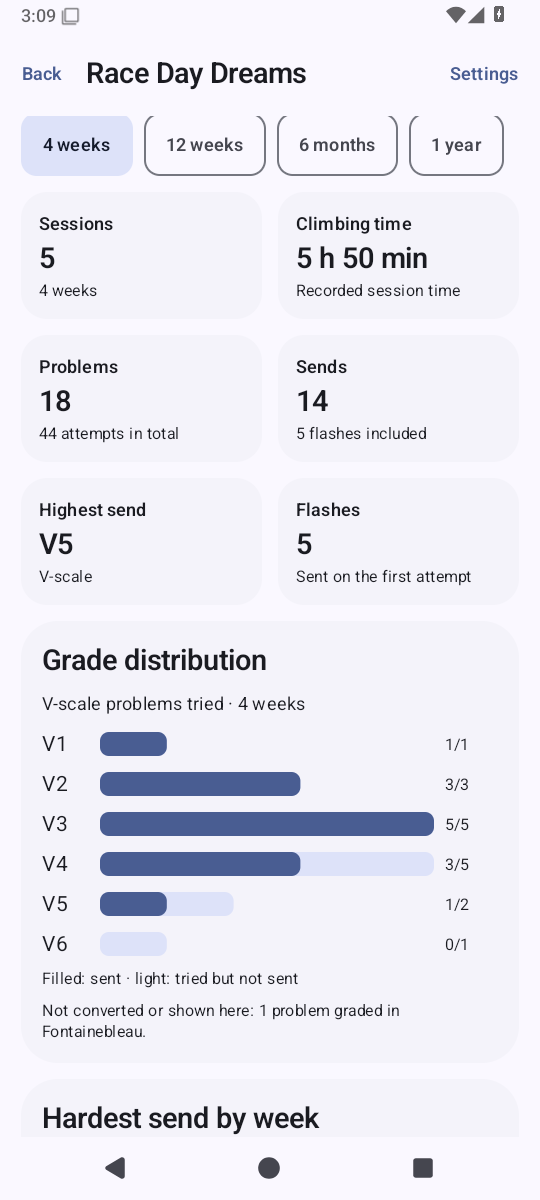 3:09
Back Race Day Dreams Settings
4 weeks 12 weeks 6 months 1 year
Sessions
5
4 weeks
Climbing time
5 h 50 min
Recorded session time
Problems
18
44 attempts in total
Sends
14
5 flashes included
Highest send
V5
V-scale
Flashes
5
Sent on the first attempt
Grade distribution
V-scale problems tried · 4 weeks
V1 1/1
V2 3/3
V3 5/5
V4 3/5
V5 1/2
V6 0/1
Filled: sent · light: tried but not sent
Not converted or shown here: 1 problem graded in
Fontainebleau.
Hardest send by week